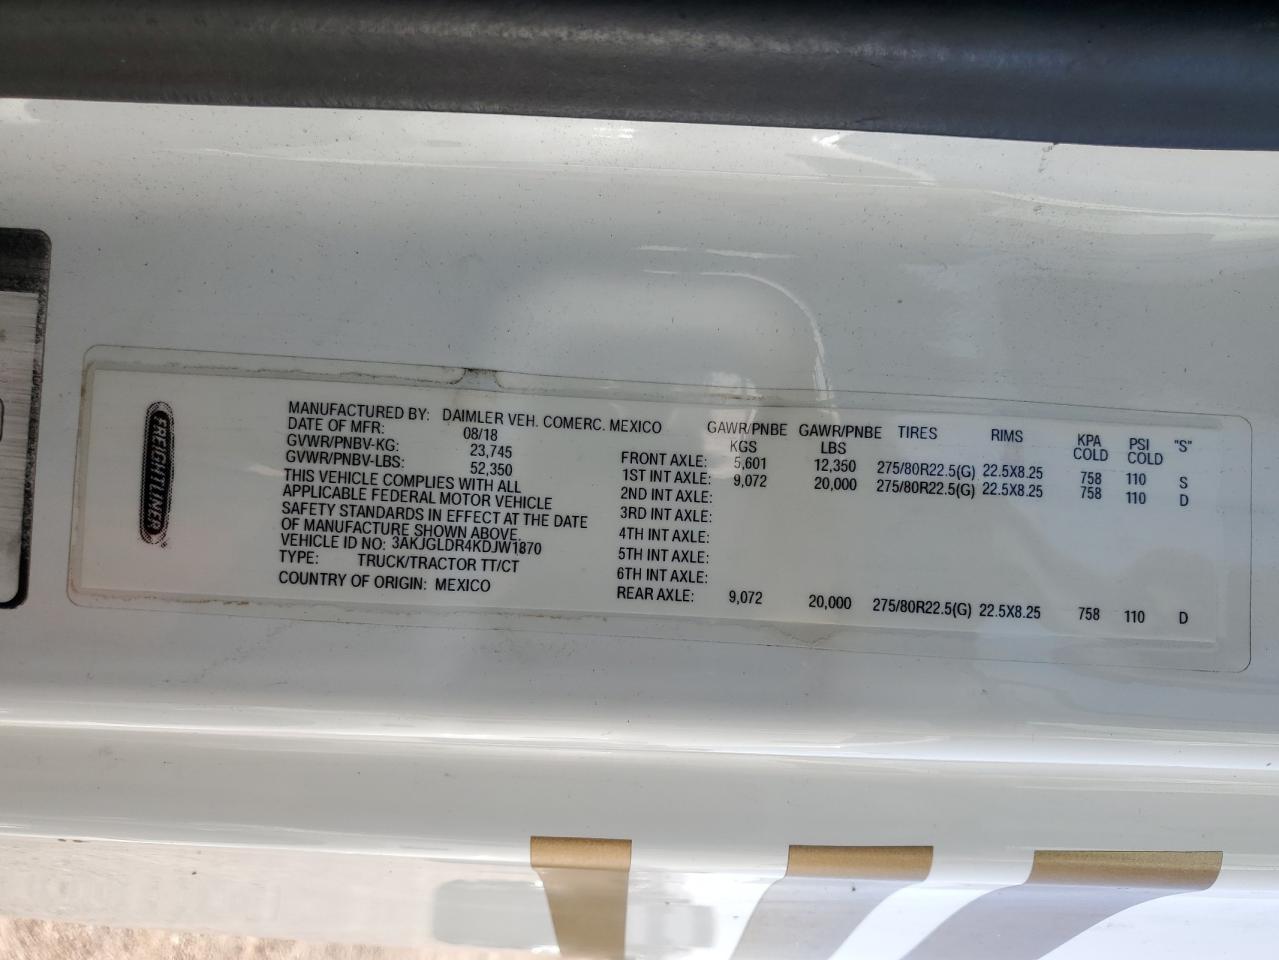 FREIGHTLINER
MANUFACTURED BY: DAIMLER VEH. COMERC. MEXICO
DATE OF MFR: 08/18
GVWR/PNBV-KG: 23,745
GVWR/PNBV-LBS: 52,350
THIS VEHICLE COMPLIES WITH ALL
APPLICABLE FEDERAL MOTOR VEHICLE
SAFETY STANDARDS IN EFFECT AT THE DATE
OF MANUFACTURE SHOWN ABOVE.
VEHICLE ID NO: 3AKJGLDR4KDJW1870
TYPE: TRUCK/TRACTOR TT/CT
COUNTRY OF ORIGIN: MEXICO
GAWR/PNBE KGS GAWR/PNBE LBS TIRES RIMS KPA COLD PSI COLD "S"
FRONT AXLE: 5,601 12,350 275/80R22.5(G) 22.5X8.25 758 110 S
1ST INT AXLE: 9,072 20,000 275/80R22.5(G) 22.5X8.25 758 110 D
2ND INT AXLE:
3RD INT AXLE:
4TH INT AXLE:
5TH INT AXLE:
6TH INT AXLE:
REAR AXLE: 9,072 20,000 275/80R22.5(G) 22.5X8.25 758 110 D